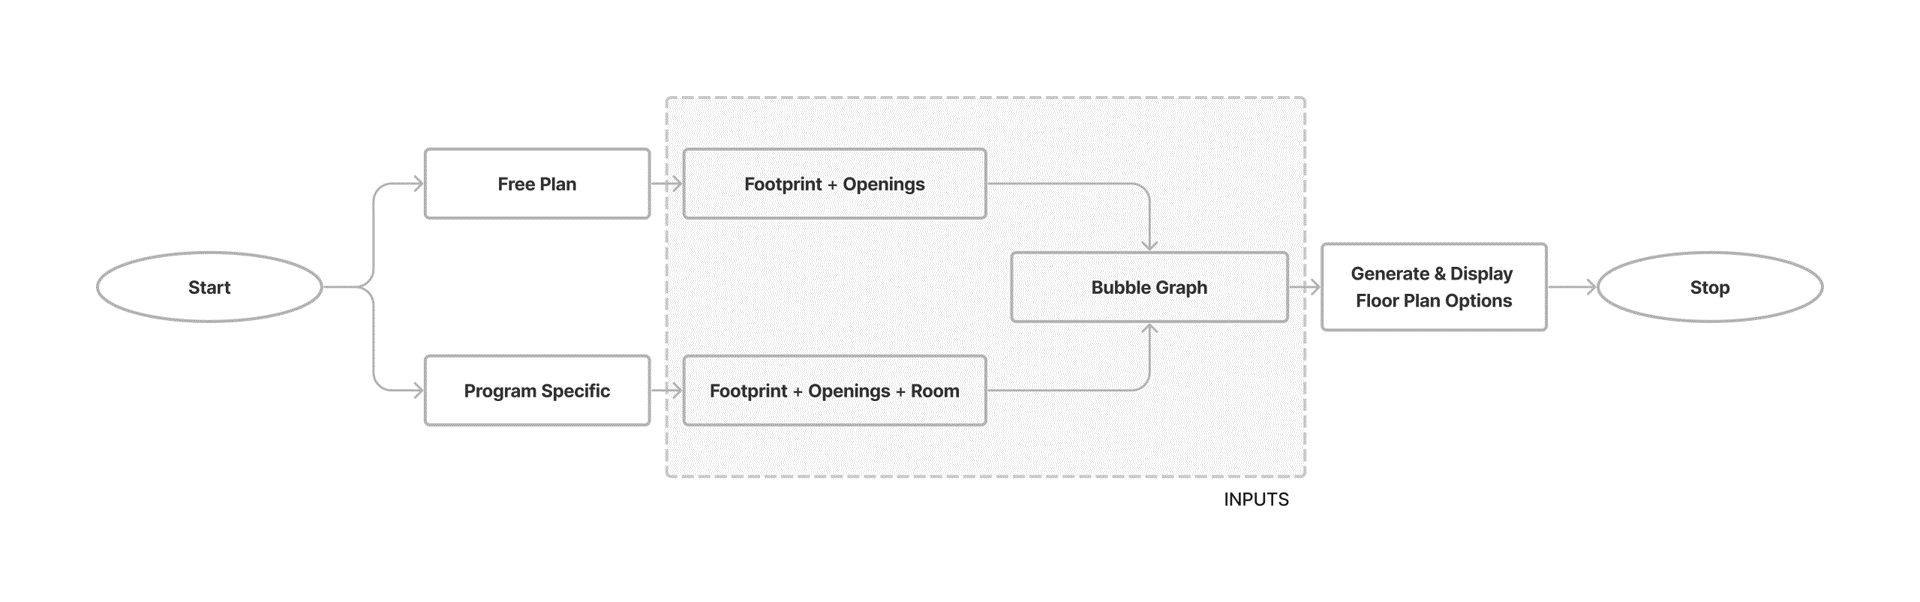 Free Plan
Footprint + Openings
Start
Bubble Graph
Generate & Display
Floor Plan Options
Stop
Program Specific
Footprint + Openings + Room
INPUTS